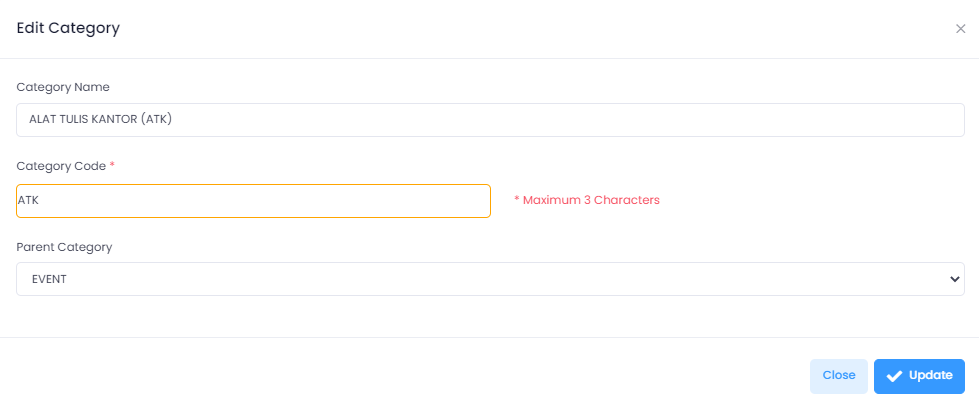 Edit Category
Category Name
ALAT TULIS KANTOR (ATK)
Category Code *
ATK
* Maximum 3 Characters
Parent Category
EVENT
Close
Update